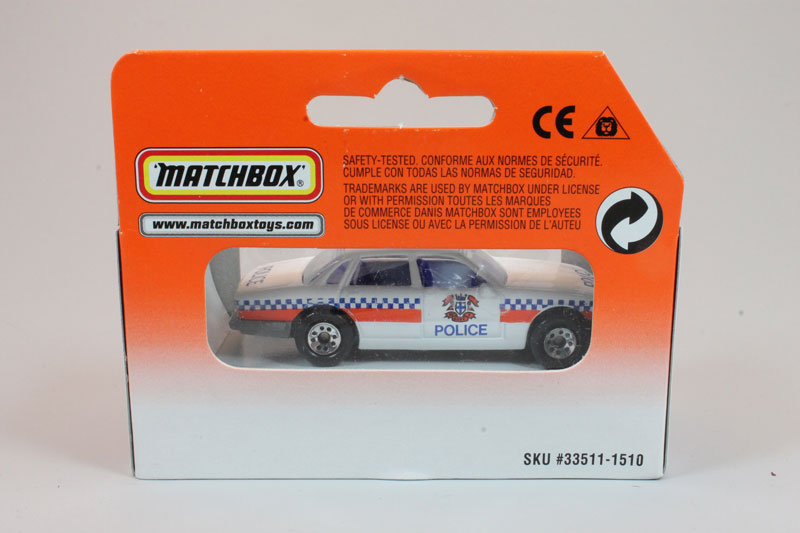 CE
'MATCHBOX'®
www.matchboxtoys.com
SAFETY-TESTED. CONFORME AUX NORMES DE SÉCURITÉ.
CUMPLE CON TODAS LAS NORMAS DE SEGURIDAD.
TRADEMARKS ARE USED BY MATCHBOX UNDER LICENSE
OR WITH PERMISSION TOUTES LES MARQUES
DE COMMERCE DANIS MATCHBOX SONT EMPLOYEES
SOUS LICENSE OU AVEC LA PERMISSION DE L'AUTEU
POLICE
POLICE
SKU #33511-1510